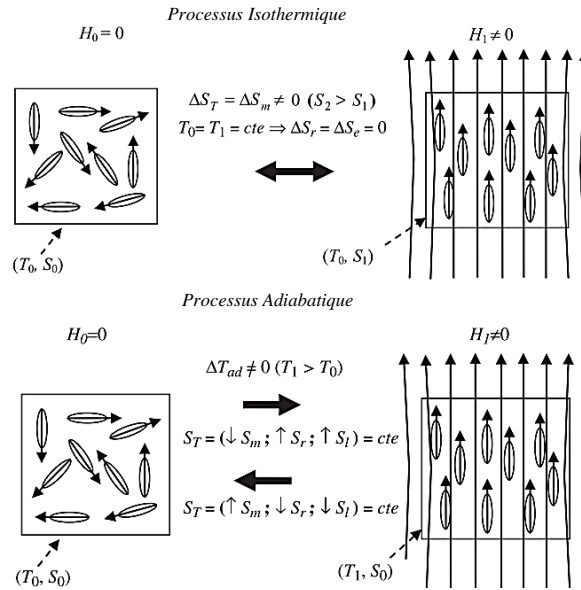 Processus Isothermique
H₀ = 0
H₁ ≠ 0
ΔS_T = ΔS_m ≠ 0 (S₂ > S₁)
T₀= T₁ = cte ⇒ ΔS_r = ΔS_e = 0
(T₀, S₀)
(T₀, S₁)
Processus Adiabatique
H₀=0
H₁≠0
ΔT_ad ≠ 0 (T₁ > T₀)
S_T = (↓ S_m ; ↑ S_r ; ↑ S_l) = cte
S_T = (↑ S_m ; ↓ S_r ; ↓ S_l) = cte
(T₀, S₀)
(T₁, S₀)